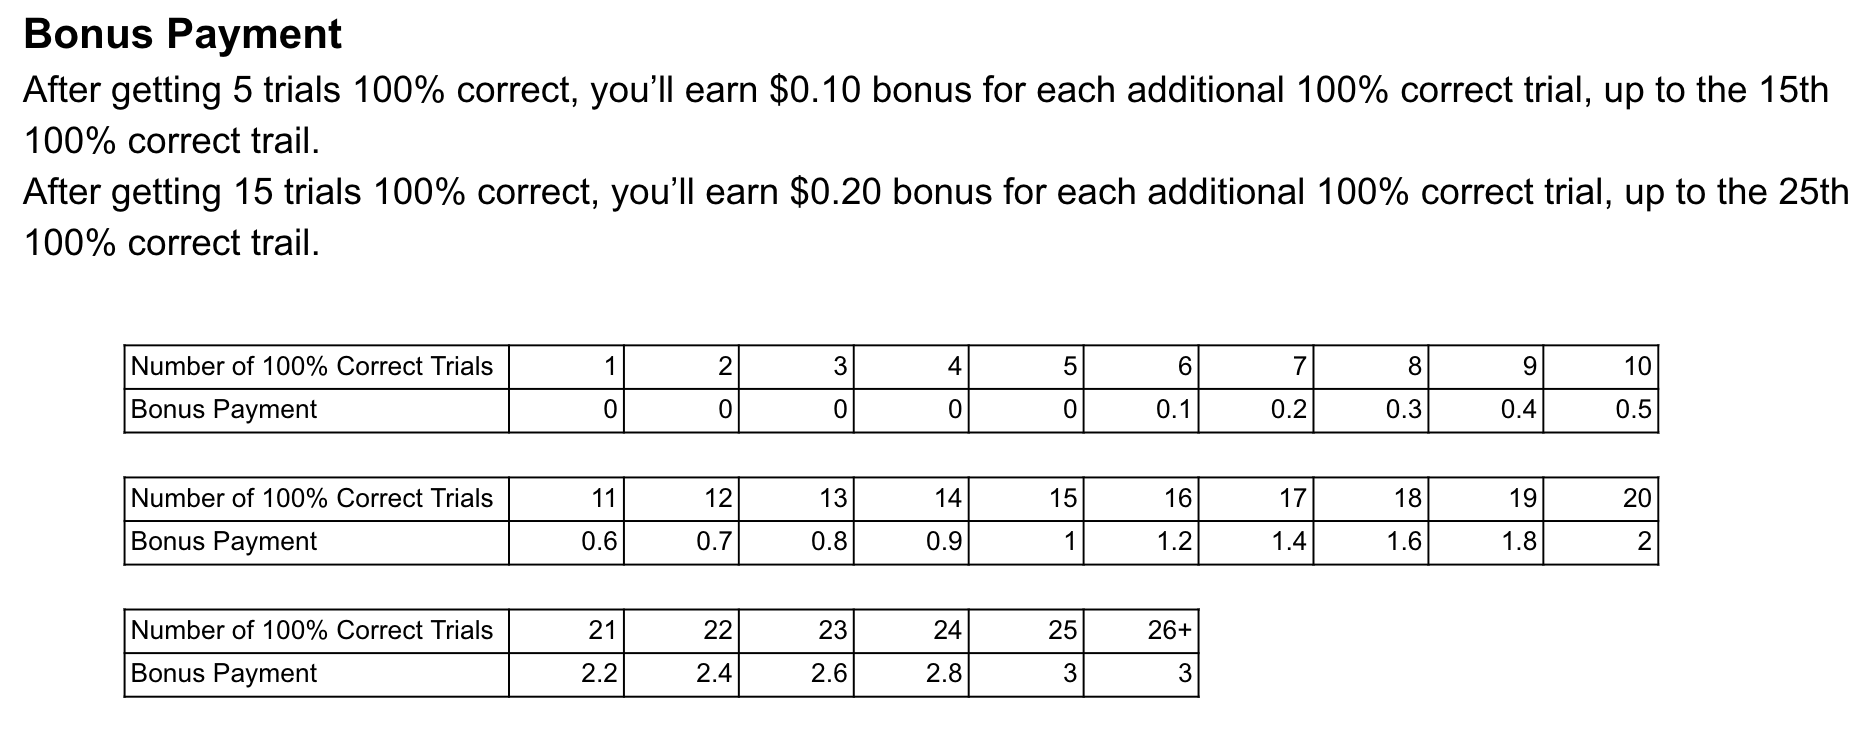 Bonus Payment
After getting 5 trials 100% correct, you’ll earn $0.10 bonus for each additional 100% correct trial, up to the 15th
100% correct trail.
After getting 15 trials 100% correct, you’ll earn $0.20 bonus for each additional 100% correct trial, up to the 25th
100% correct trail.
Number of 100% Correct Trials 1 2 3 4 5 6 7 8 9 10
Bonus Payment 0 0 0 0 0 0.1 0.2 0.3 0.4 0.5
Number of 100% Correct Trials 11 12 13 14 15 16 17 18 19 20
Bonus Payment 0.6 0.7 0.8 0.9 1 1.2 1.4 1.6 1.8 2
Number of 100% Correct Trials 21 22 23 24 25 26+
Bonus Payment 2.2 2.4 2.6 2.8 3 3